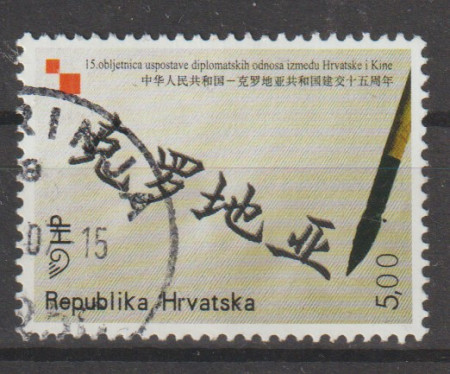 15. obljetnica uspostave diplomatskih odnosa između Hrvatske i Kine
中华人民共和国－克罗地亚共和国建交十五周年
克罗地亚
HP
15
Republika Hrvatska
5,00